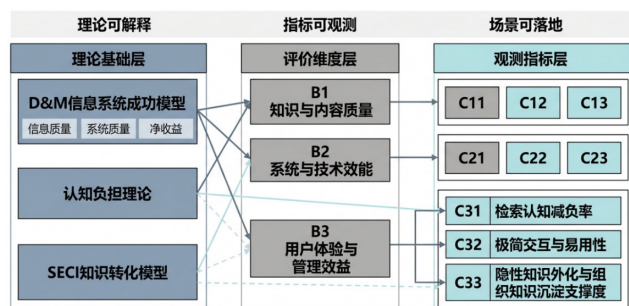 理论可解释
指标可观测
场景可落地
理论基础层
评价维度层
观测指标层
D&M信息系统成功模型
信息质量
系统质量
净收益
认知负担理论
SECI知识转化模型
B1
知识与内容质量
B2
系统与技术效能
B3
用户体验与
管理效益
C11
C12
C13
C21
C22
C23
C31
检索认知减负率
C32
极简交互与易用性
C33
隐性知识外化与组
织知识沉淀支撑度